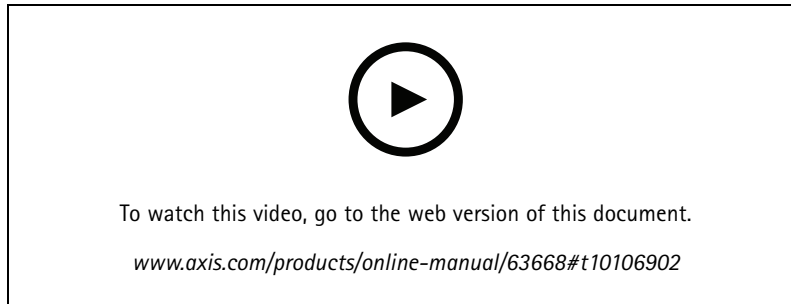 To watch this video, go to the web version of this document.
www.axis.com/products/online-manual/63668#t10106902